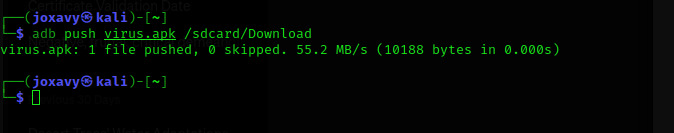 ┌──(joxavy㉿kali)-[~]
└─$ adb push virus.apk /sdcard/Download
virus.apk: 1 file pushed, 0 skipped. 55.2 MB/s (10188 bytes in 0.000s)
┌──(joxavy㉿kali)-[~]
└─$